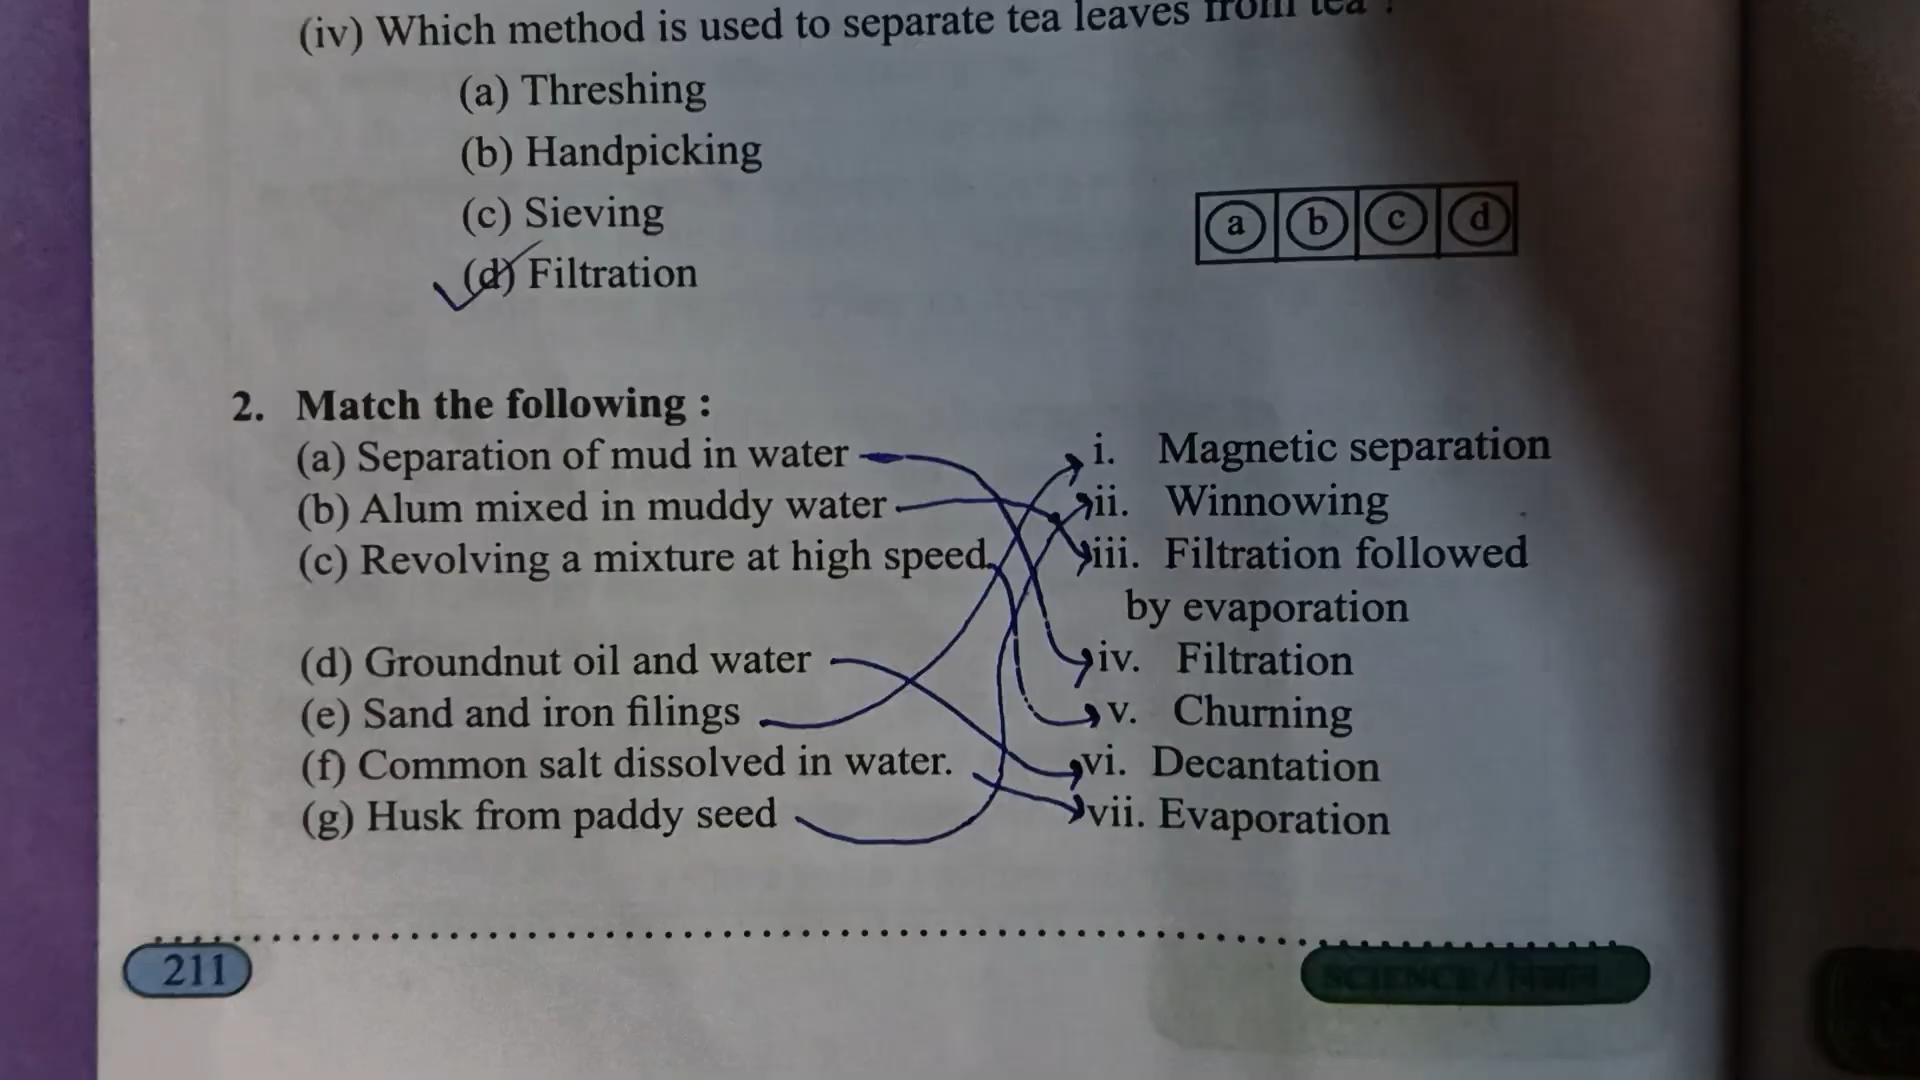 (iv) Which method is used to separate tea leaves from tea ?
(a) Threshing
(b) Handpicking
(c) Sieving
(d) Filtration
a b c d
2. Match the following :
(a) Separation of mud in water
i. Magnetic separation
(b) Alum mixed in muddy water
ii. Winnowing
(c) Revolving a mixture at high speed.
iii. Filtration followed
by evaporation
(d) Groundnut oil and water
iv. Filtration
(e) Sand and iron filings
v. Churning
(f) Common salt dissolved in water.
vi. Decantation
(g) Husk from paddy seed
vii. Evaporation
211
SCIENCE / विज्ञान